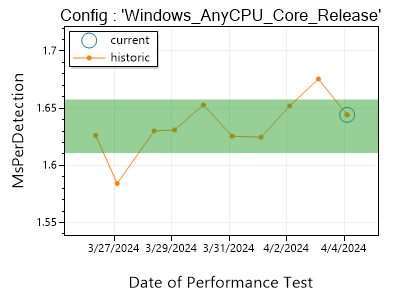 Config : 'Windows_AnyCPU_Core_Release'
current
historic
1.7
1.65
1.6
1.55
MsPerDetection
3/27/2024 3/29/2024 3/31/2024 4/2/2024 4/4/2024
Date of Performance Test